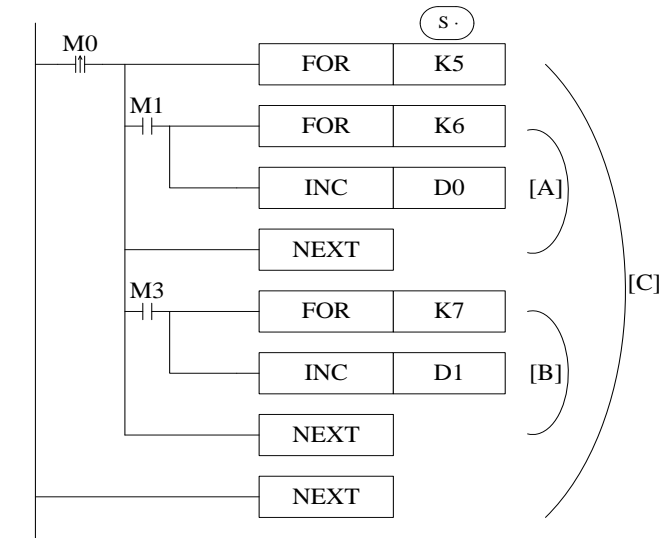 S ·
M0
FOR K5
M1
FOR K6
INC D0 [A]
NEXT
[C]
M3
FOR K7
INC D1 [B]
NEXT
NEXT